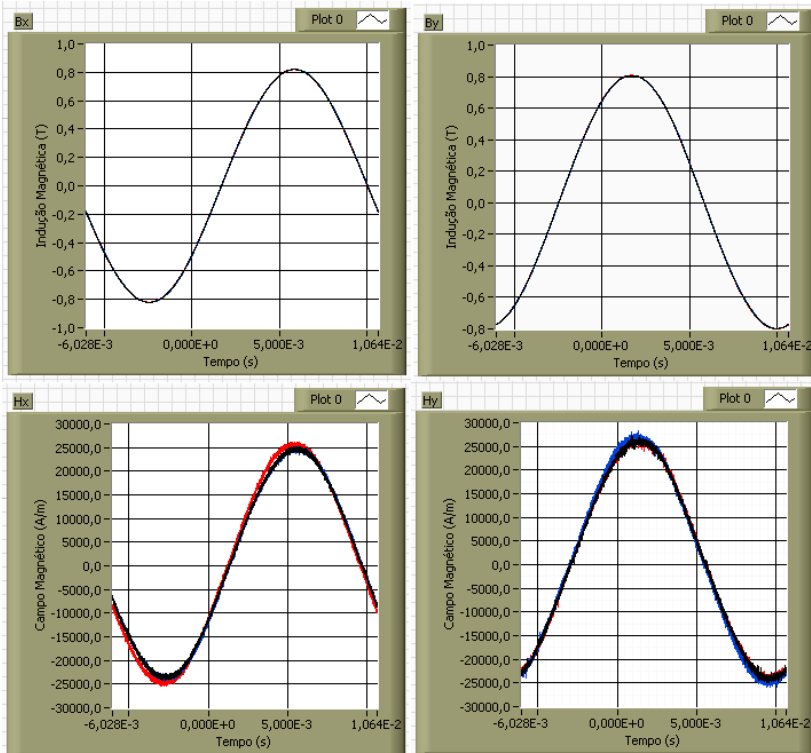 Bx
Plot 0
Indução Magnética (T)
1,0
0,8
0,6
0,4
0,2
0,0
-0,2
-0,4
-0,6
-0,8
-1,0
-6,028E-3 0,000E+0 5,000E-3 1,064E-2
Tempo (s)
By
Plot 0
Indução Magnética (T)
1,0
0,8
0,6
0,4
0,2
0,0
-0,2
-0,4
-0,6
-0,8
-6,028E-3 0,000E+0 5,000E-3 1,064E-2
Tempo (s)
Hx
Plot 0
Campo Magnético (A/m)
30000,0
25000,0
20000,0
15000,0
10000,0
5000,0
0,0
-5000,0
-10000,0
-15000,0
-20000,0
-25000,0
-30000,0
-6,028E-3 0,000E+0 5,000E-3 1,064E-2
Tempo (s)
Hy
Plot 0
Campo Magnético (A/m)
30000,0
25000,0
20000,0
15000,0
10000,0
5000,0
0,0
-5000,0
-10000,0
-15000,0
-20000,0
-25000,0
-30000,0
-6,028E-3 0,000E+0 5,000E-3 1,064E-2
Tempo (s)